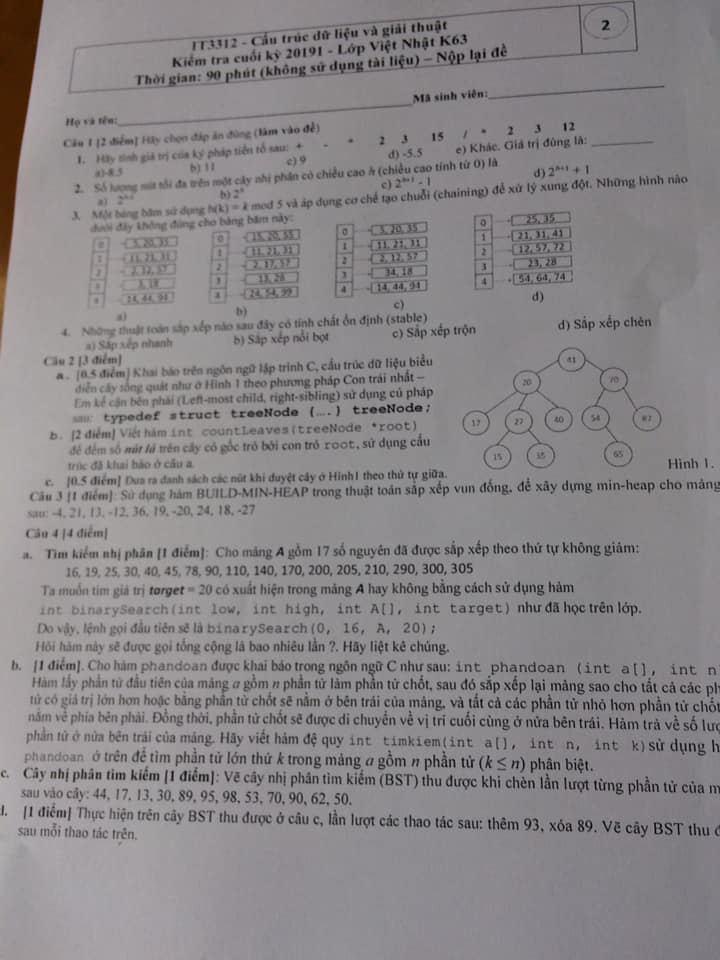 IT3312 - Cấu trúc dữ liệu và giải thuật
Kiểm tra cuối kỳ 20191 - Lớp Việt Nhật K63
Thời gian: 90 phút (không sử dụng tài liệu) – Nộp lại đề
2
Họ và tên: Mã sinh viên:
Câu 1 [2 điểm] Hãy chọn đáp án đúng (làm vào đề)
1. Hãy tính giá trị của ký pháp tiền tố sau: + - * 2 3 15 / * 2 3 12
a) -8.5 b) 11 c) 9 d) -5.5 e) Khác. Giá trị đúng là:
2. Số lượng nút tối đa trên một cây nhị phân có chiều cao h (chiều cao tính từ 0) là
a) b) 2^h c) 2^{h+1} - 1 d) 2^{h+1} + 1
3. Một bảng băm sử dụng h(k) = k mod 5 và áp dụng cơ chế tạo chuỗi (chaining) để xử lý xung đột. Những hình nào
dưới đây không đúng cho bảng băm này:
0 5, 20, 35 0 15, 20, 55 0 5, 20, 35 0 25, 35
1 11, 21, 31 1 11, 21, 31 1 11, 21, 31 1 21, 31, 41
2 2, 12, 57 2 2, 17, 57 2 2, 12, 57 2 12, 57, 72
3 3, 18 3 13, 28 3 34, 18 3 23, 28
4 14, 44, 94 4 24, 54, 99 4 14, 44, 94 4 54, 64, 74
a) b) c) d)
4. Những thuật toán sắp xếp nào sau đây có tính chất ổn định (stable)
a) Sắp xếp nhanh b) Sắp xếp nổi bọt c) Sắp xếp trộn d) Sắp xếp chèn
Câu 2 [3 điểm]
a. [0.5 điểm] Khai báo trên ngôn ngữ lập trình C, cấu trúc dữ liệu biểu
diễn cây tổng quát như ở Hình 1 theo phương pháp Con trái nhất –
Em kế cận bên phải (Left-most child, right-sibling) sử dụng cú pháp
sau: typedef struct treeNode {...} treeNode;
b. [2 điểm] Viết hàm int countLeaves(treeNode *root)
để đếm số nút lá trên cây có gốc trỏ bởi con trỏ root, sử dụng cấu
trúc đã khai báo ở câu a.
c. [0.5 điểm] Đưa ra danh sách các nút khi duyệt cây ở Hình1 theo thứ tự giữa.
41
20 70
17 27 40 54 87
15 35 65
Hình 1.
Câu 3 [1 điểm]: Sử dụng hàm BUILD-MIN-HEAP trong thuật toán sắp xếp vun đống, để xây dựng min-heap cho mảng
sau: -4, 21, 13, -12, 36, 19, -20, 24, 18, -27
Câu 4 [4 điểm]
a. Tìm kiếm nhị phân [1 điểm]: Cho mảng A gồm 17 số nguyên đã được sắp xếp theo thứ tự không giảm:
16, 19, 25, 30, 40, 45, 78, 90, 110, 140, 170, 200, 205, 210, 290, 300, 305
Ta muốn tìm giá trị target = 20 có xuất hiện trong mảng A hay không bằng cách sử dụng hàm
int binarySearch(int low, int high, int A[], int target) như đã học trên lớp.
Do vậy, lệnh gọi đầu tiên sẽ là binarySearch(0, 16, A, 20);
Hỏi hàm này sẽ được gọi tổng cộng là bao nhiêu lần ?. Hãy liệt kê chúng.
b. [1 điểm]. Cho hàm phandoan được khai báo trong ngôn ngữ C như sau: int phandoan (int a[], int n
Hàm lấy phần tử đầu tiên của mảng a gồm n phần tử làm phần tử chốt, sau đó sắp xếp lại mảng sao cho tất cả các ph
tử có giá trị lớn hơn hoặc bằng phần tử chốt sẽ nằm ở bên trái của mảng, và tất cả các phần tử nhỏ hơn phần tử chốt
nằm về phía bên phải. Đồng thời, phần tử chốt sẽ được di chuyển về vị trí cuối cùng ở nửa bên trái. Hàm trả về số lượ
phần tử ở nửa bên trái của mảng. Hãy viết hàm đệ quy int timkiem(int a[], int n, int k) sử dụng h
phandoan ở trên để tìm phần tử lớn thứ k trong mảng a gồm n phần tử (k ≤ n) phân biệt.
c. Cây nhị phân tìm kiếm [1 điểm]: Vẽ cây nhị phân tìm kiếm (BST) thu được khi chèn lần lượt từng phần tử của m
sau vào cây: 44, 17, 13, 30, 89, 95, 98, 53, 70, 90, 62, 50.
d. [1 điểm] Thực hiện trên cây BST thu được ở câu c, lần lượt các thao tác sau: thêm 93, xóa 89. Vẽ cây BST thu đ
sau mỗi thao tác trên.